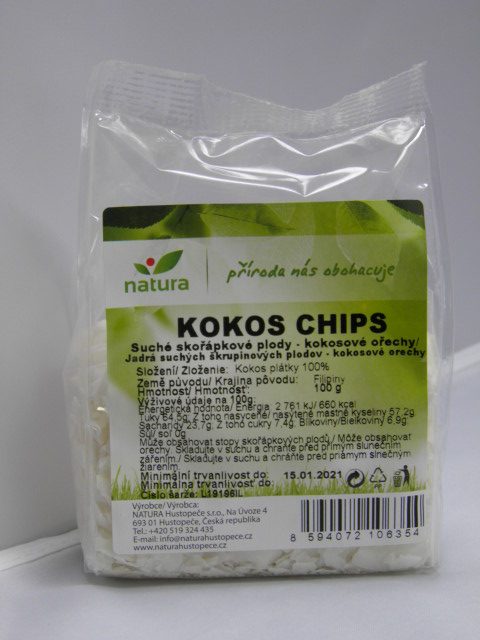 natura
příroda nás obohacuje
KOKOS CHIPS
Suché skořápkové plody - kokosové ořechy/
Jadrá suchých škrupinových plodov - kokosové orechy
Složení/ Zloženie: Kokos plátky 100%
Země původu/ Krajina pôvodu: Filipíny
Hmotnost/ Hmotnosť: 100 g
Výživové údaje na 100g:
Energetická hodnota/ Energia 2 761 kJ/ 660 kcal
Tuky 64,5g, Z toho nasycené/ nasýtené mastné kyseliny 57,2g
Sacharidy 23,7g, Z toho cukry 7,4g, Bílkoviny/Bielkoviny 6,9g,
Sůl/ soľ 0g
Může obsahovat stopy skořápkových plodů./ Môže obsahovať
orechy. Skladujte v suchu a chraňte před přímým slunečním
zářením./ Skladujte v suchu a chráňte pred priamym slnečným
žiarením.
Minimální trvanlivost do: 15.01.2021
Minimálna trvanlivosť do:
Číslo šarže: L19196IL
Výrobce/ Výrobca:
NATURA Hustopeče s.r.o., Na Úvoze 4
693 01 Hustopeče, Česká republika
Tel.: +420 519 324 435
E-mail: info@naturahustopece.cz
www.naturahustopece.cz
8 594072 106354